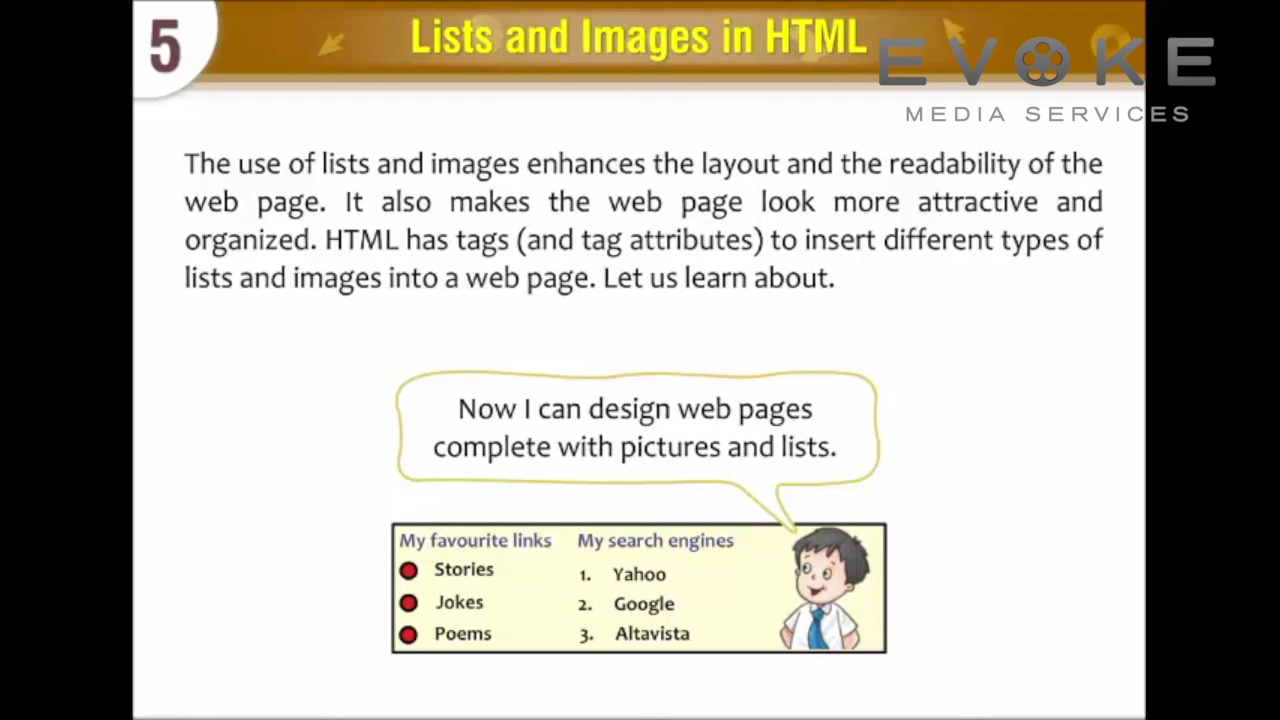 5
Lists and Images in HTML
EVOKE
MEDIA SERVICES
The use of lists and images enhances the layout and the readability of the
web page. It also makes the web page look more attractive and
organized. HTML has tags (and tag attributes) to insert different types of
lists and images into a web page. Let us learn about.
Now I can design web pages
complete with pictures and lists.
My favourite links
Stories
Jokes
Poems
My search engines
1. Yahoo
2. Google
3. Altavista